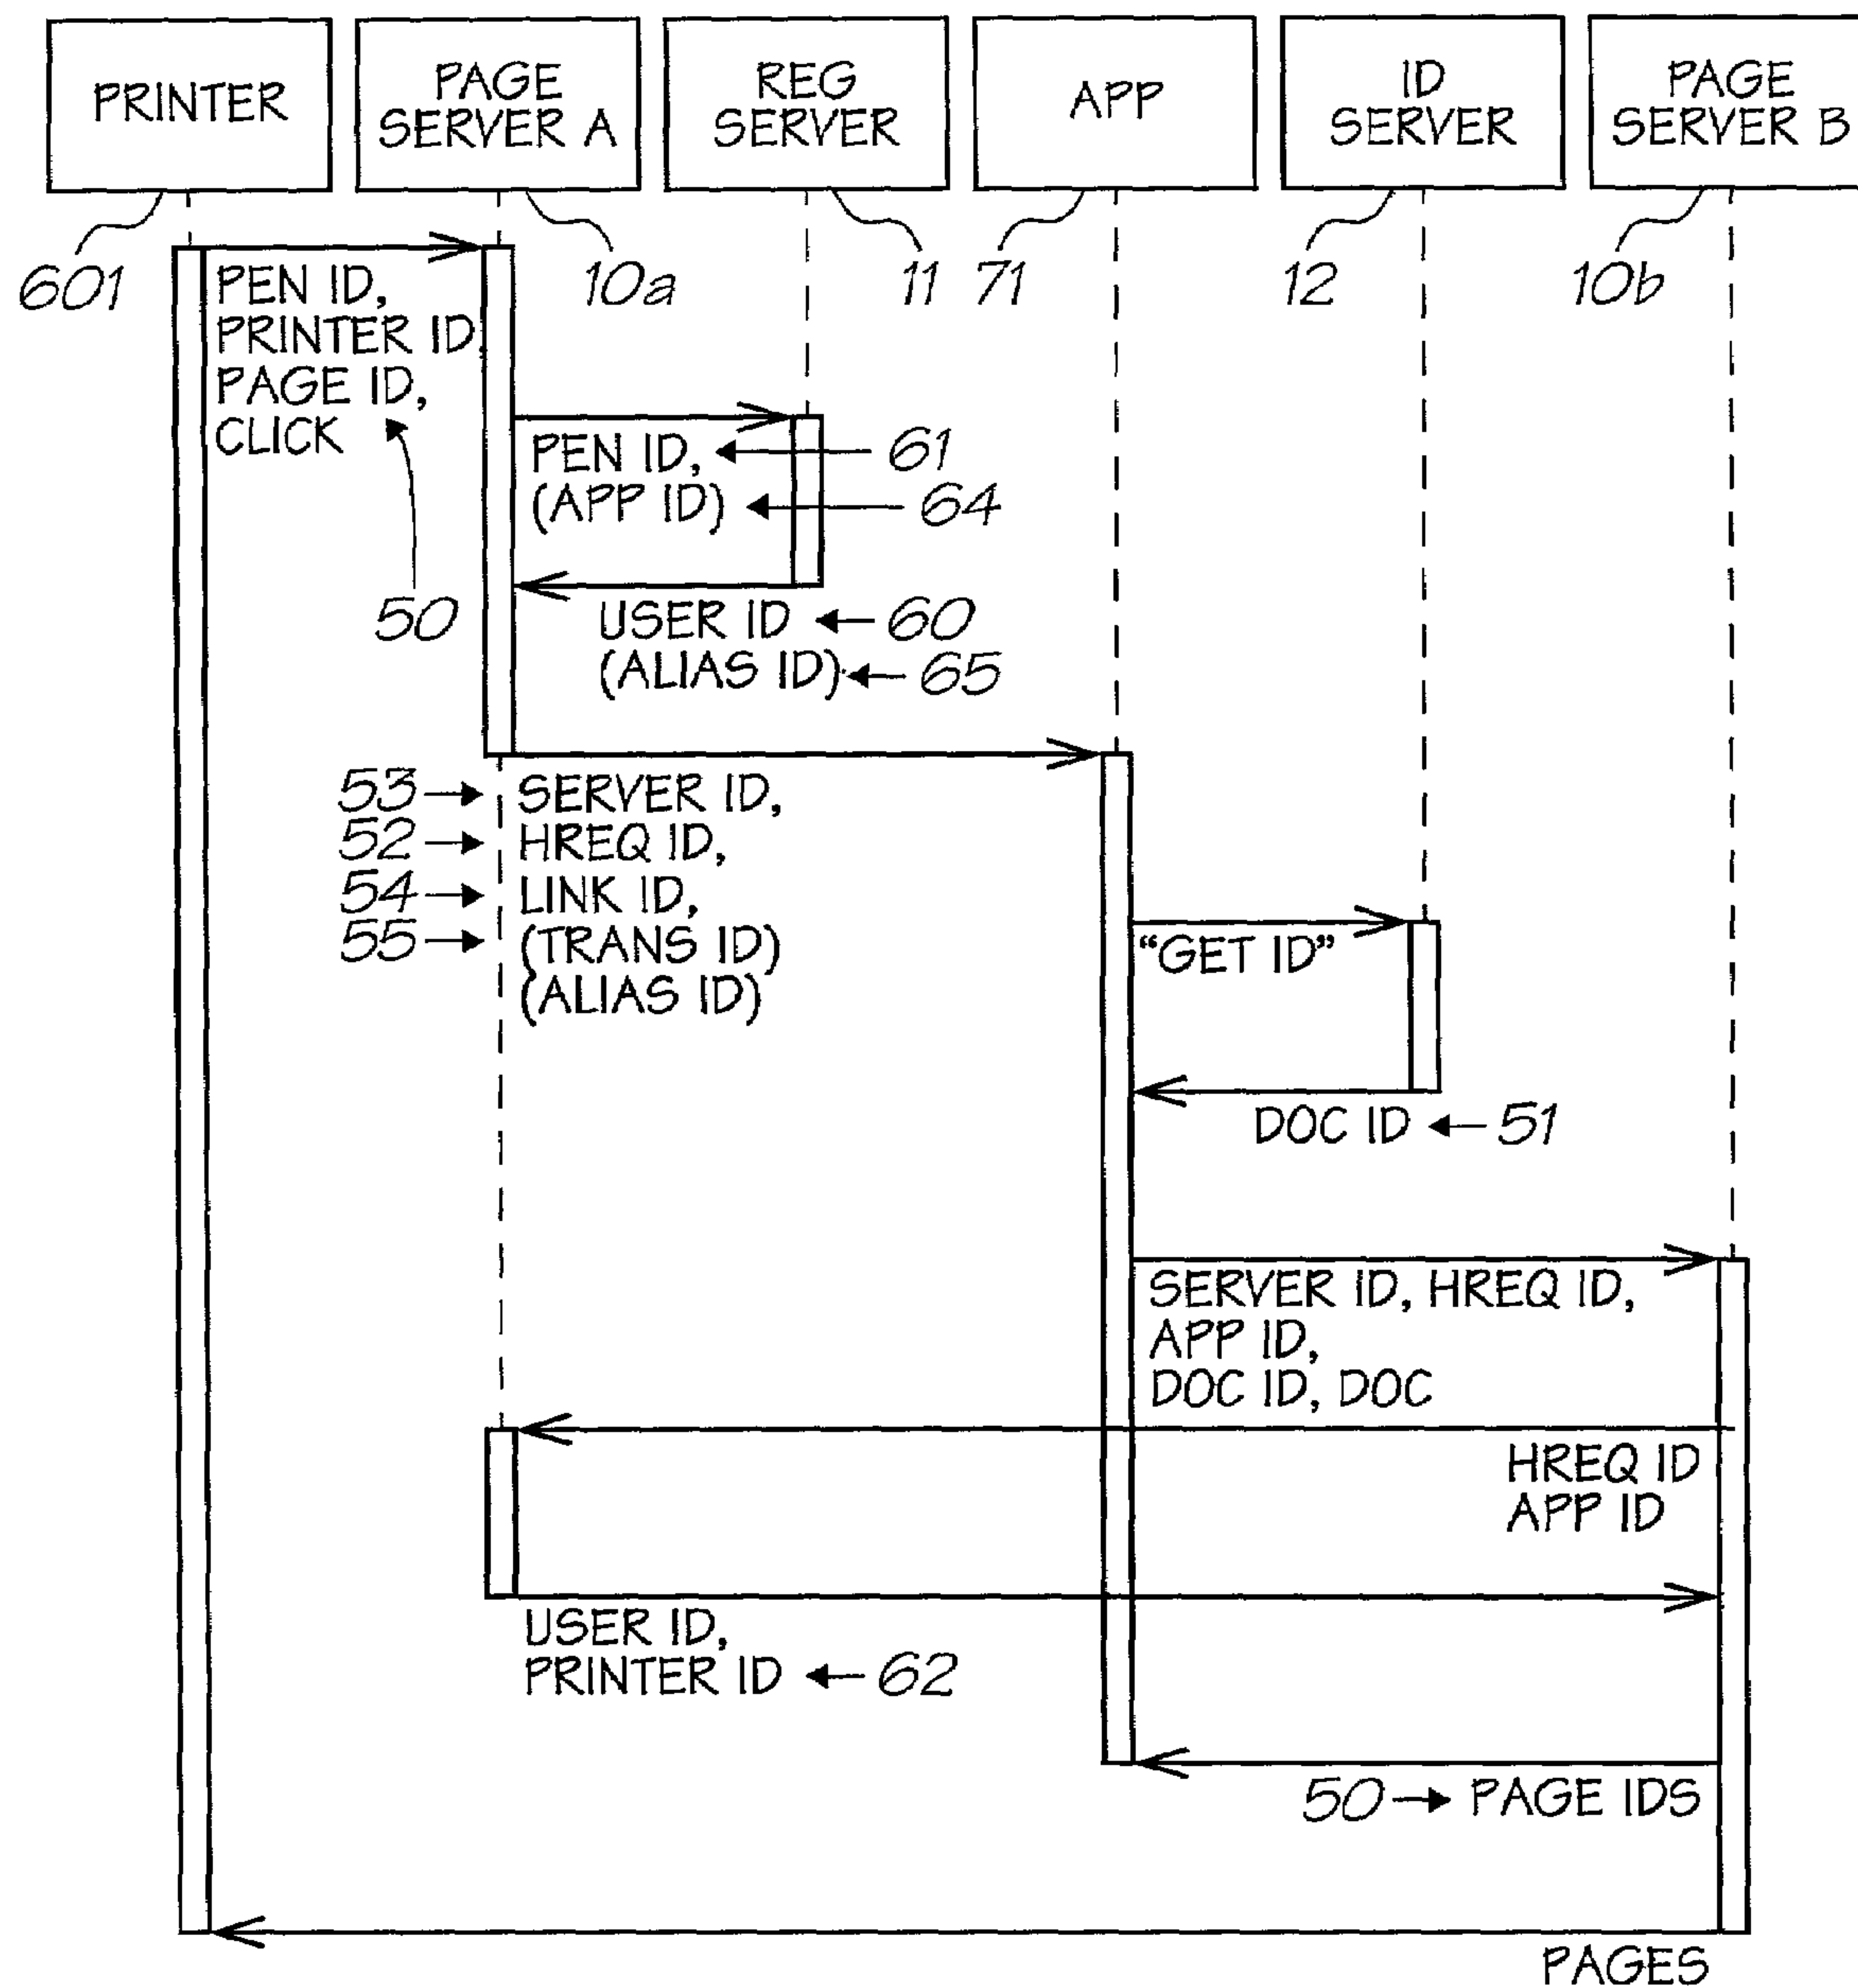 PRINTER
PAGE
SERVER A
REG
SERVER
APP
ID
SERVER
PAGE
SERVER B
601
10a
11
71
12
10b
PEN ID,
PRINTER ID,
PAGE ID,
CLICK
50
PEN ID,
(APP ID)
61
64
USER ID
(ALIAS ID)
60
65
53
52
54
55
SERVER ID,
HREQ ID,
LINK ID,
(TRANS ID)
(ALIAS ID)
“GET ID”
DOC ID
51
SERVER ID, HREQ ID,
APP ID,
DOC ID, DOC
HREQ ID
APP ID
USER ID,
PRINTER ID
62
50
PAGE IDS
PAGES